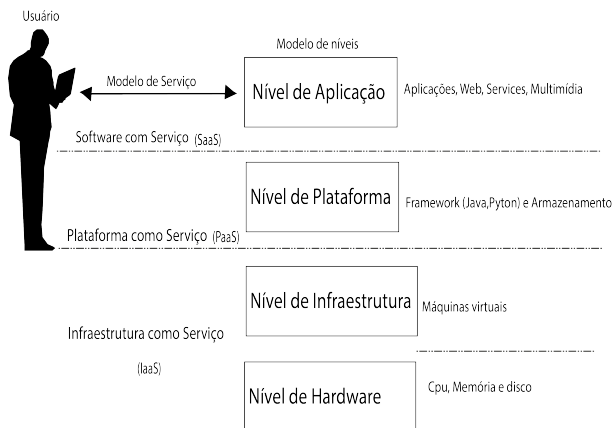 Usuário
Modelo de níveis
Modelo de Serviço
Nível de Aplicação
Aplicações, Web, Services, Multimídia
Software com Serviço (SaaS)
Nível de Plataforma
Framework (Java,Pyton) e Armazenamento
Plataforma como Serviço (PaaS)
Nível de Infraestrutura
Máquinas virtuais
Infraestrutura como Serviço
(IaaS)
Nível de Hardware
Cpu, Memória e disco